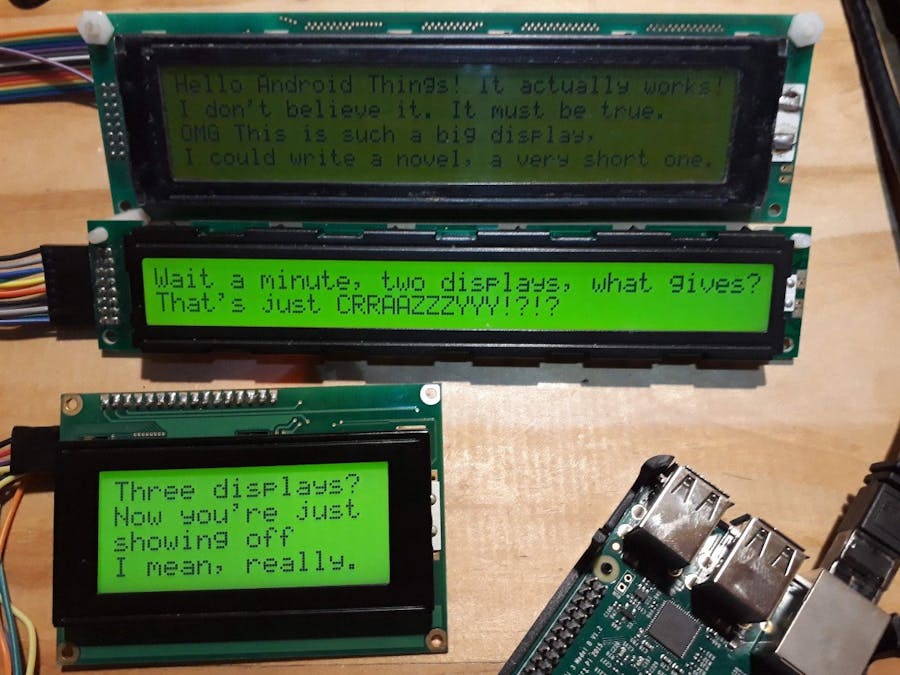 Hello Android Things! It actually works!
I don't believe it. It must be true.
OMG This is such a big display,
I could write a novel, a very short one.
Wait a minute, two displays, what gives?
That's just CRRAAZZZYYY!?!?
Three displays?
Now you're just
showing off
I mean, really.